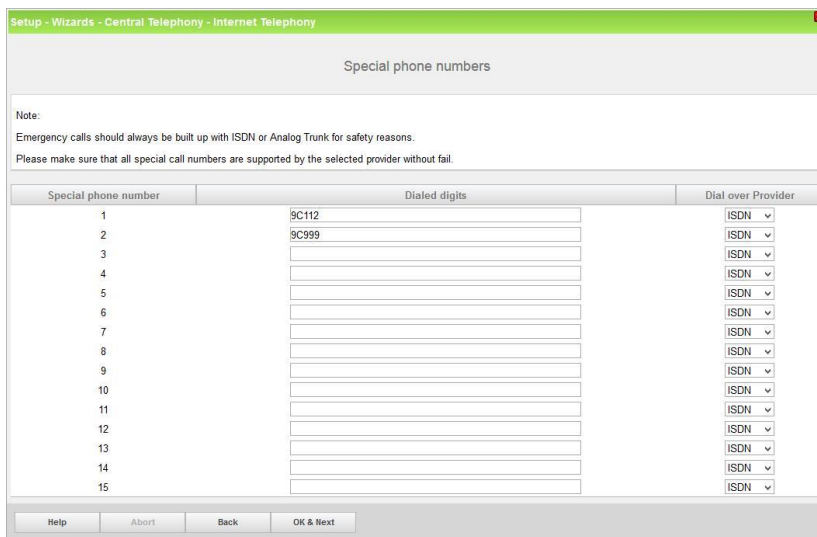 Setup - Wizards - Central Telephony - Internet Telephony
Special phone numbers
Note:
Emergency calls should always be built up with ISDN or Analog Trunk for safety reasons.
Please make sure that all special call numbers are supported by the selected provider without fail.
Special phone number Dialed digits Dial over Provider
1 9C112 ISDN
2 9C999 ISDN
3 ISDN
4 ISDN
5 ISDN
6 ISDN
7 ISDN
8 ISDN
9 ISDN
10 ISDN
11 ISDN
12 ISDN
13 ISDN
14 ISDN
15 ISDN
Help Abort Back OK & Next